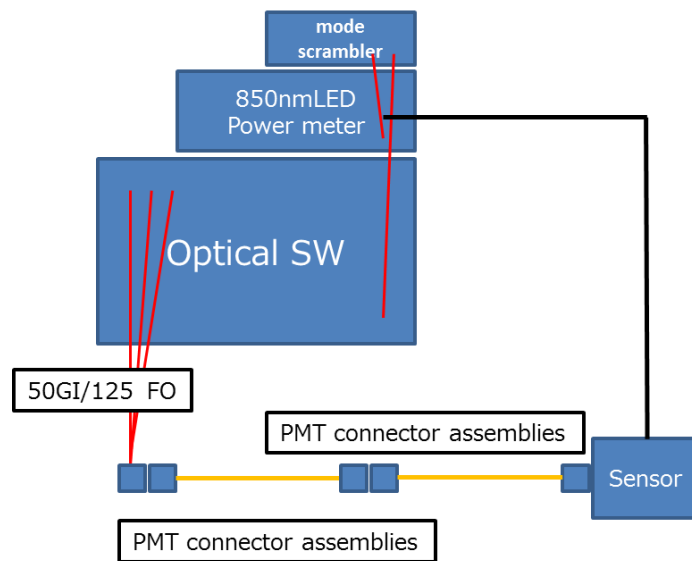 mode
scrambler
850nmLED
Power meter
Optical SW
50GI/125 FO
PMT connector assemblies
Sensor
PMT connector assemblies